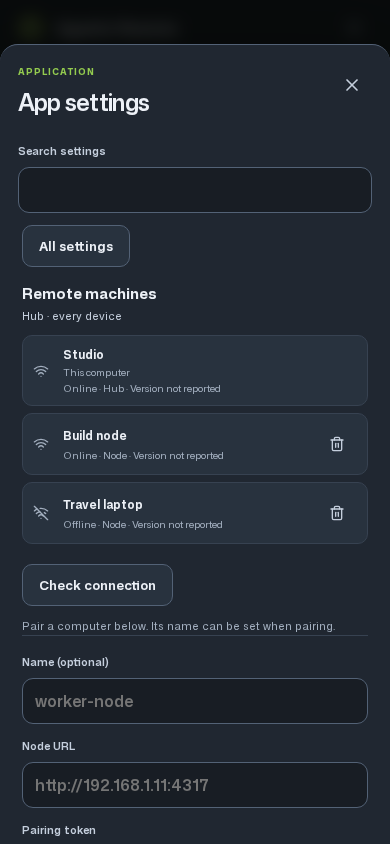 APPLICATION
App settings
Search settings
All settings
Remote machines
Hub · every device
Studio
This computer
Online · Hub · Version not reported
Build node
Online · Node · Version not reported
Travel laptop
Offline · Node · Version not reported
Check connection
Pair a computer below. Its name can be set when pairing.
Name (optional)
worker-node
Node URL
http://192.168.1.11:4317
Pairing token